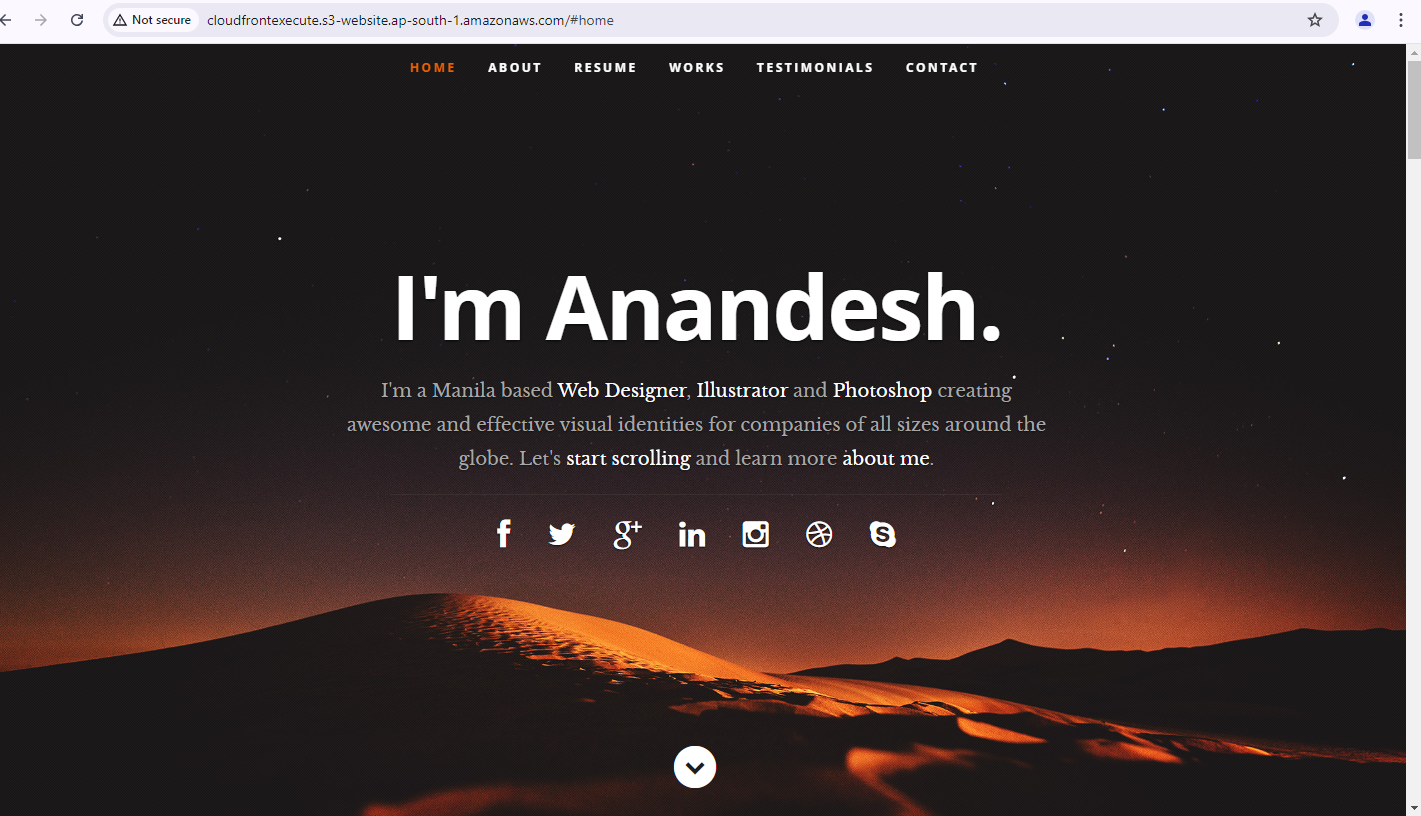 Not secure cloudfrontexecute.s3-website.ap-south-1.amazonaws.com/#home
HOME ABOUT RESUME WORKS TESTIMONIALS CONTACT
I'm Anandesh.
I'm a Manila based Web Designer, Illustrator and Photoshop creating
awesome and effective visual identities for companies of all sizes around the
globe. Let's start scrolling and learn more about me.